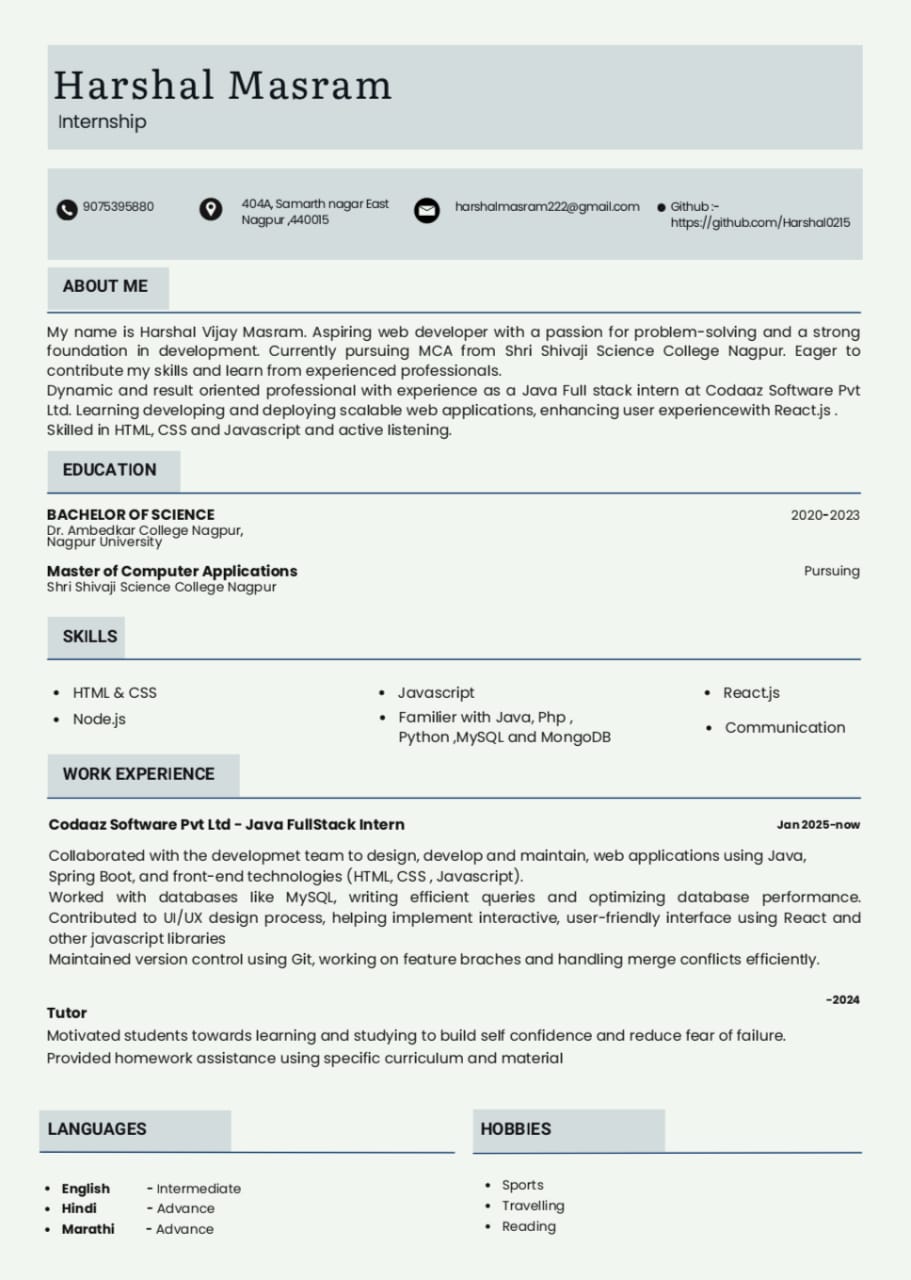 Harshal Masram
Internship
9075395880
404A, Samarth nagar East
Nagpur ,440015
harshalmasram222@gmail.com
Github :-
https://github.com/Harshal0215
ABOUT ME
My name is Harshal Vijay Masram. Aspiring web developer with a passion for problem-solving and a strong
foundation in development. Currently pursuing MCA from Shri Shivaji Science College Nagpur. Eager to
contribute my skills and learn from experienced professionals.
Dynamic and result oriented professional with experience as a Java Full stack intern at Codaaz Software Pvt
Ltd. Learning developing and deploying scalable web applications, enhancing user experiencewith React.js .
Skilled in HTML, CSS and Javascript and active listening.
EDUCATION
BACHELOR OF SCIENCE 2020-2023
Dr. Ambedkar College Nagpur,
Nagpur University
Master of Computer Applications Pursuing
Shri Shivaji Science College Nagpur
SKILLS
• HTML & CSS
• Node.js
• Javascript
• Familier with Java, Php ,
Python ,MySQL and MongoDB
• React.js
• Communication
WORK EXPERIENCE
Codaaz Software Pvt Ltd - Java FullStack Intern Jan 2025-now
Collaborated with the developmet team to design, develop and maintain, web applications using Java,
Spring Boot, and front-end technologies (HTML, CSS , Javascript).
Worked with databases like MySQL, writing efficient queries and optimizing database performance.
Contributed to UI/UX design process, helping implement interactive, user-friendly interface using React and
other javascript libraries
Maintained version control using Git, working on feature braches and handling merge conflicts efficiently.
-2024
Tutor
Motivated students towards learning and studying to build self confidence and reduce fear of failure.
Provided homework assistance using specific curriculum and material
LANGUAGES
• English - Intermediate
• Hindi - Advance
• Marathi - Advance
HOBBIES
• Sports
• Travelling
• Reading